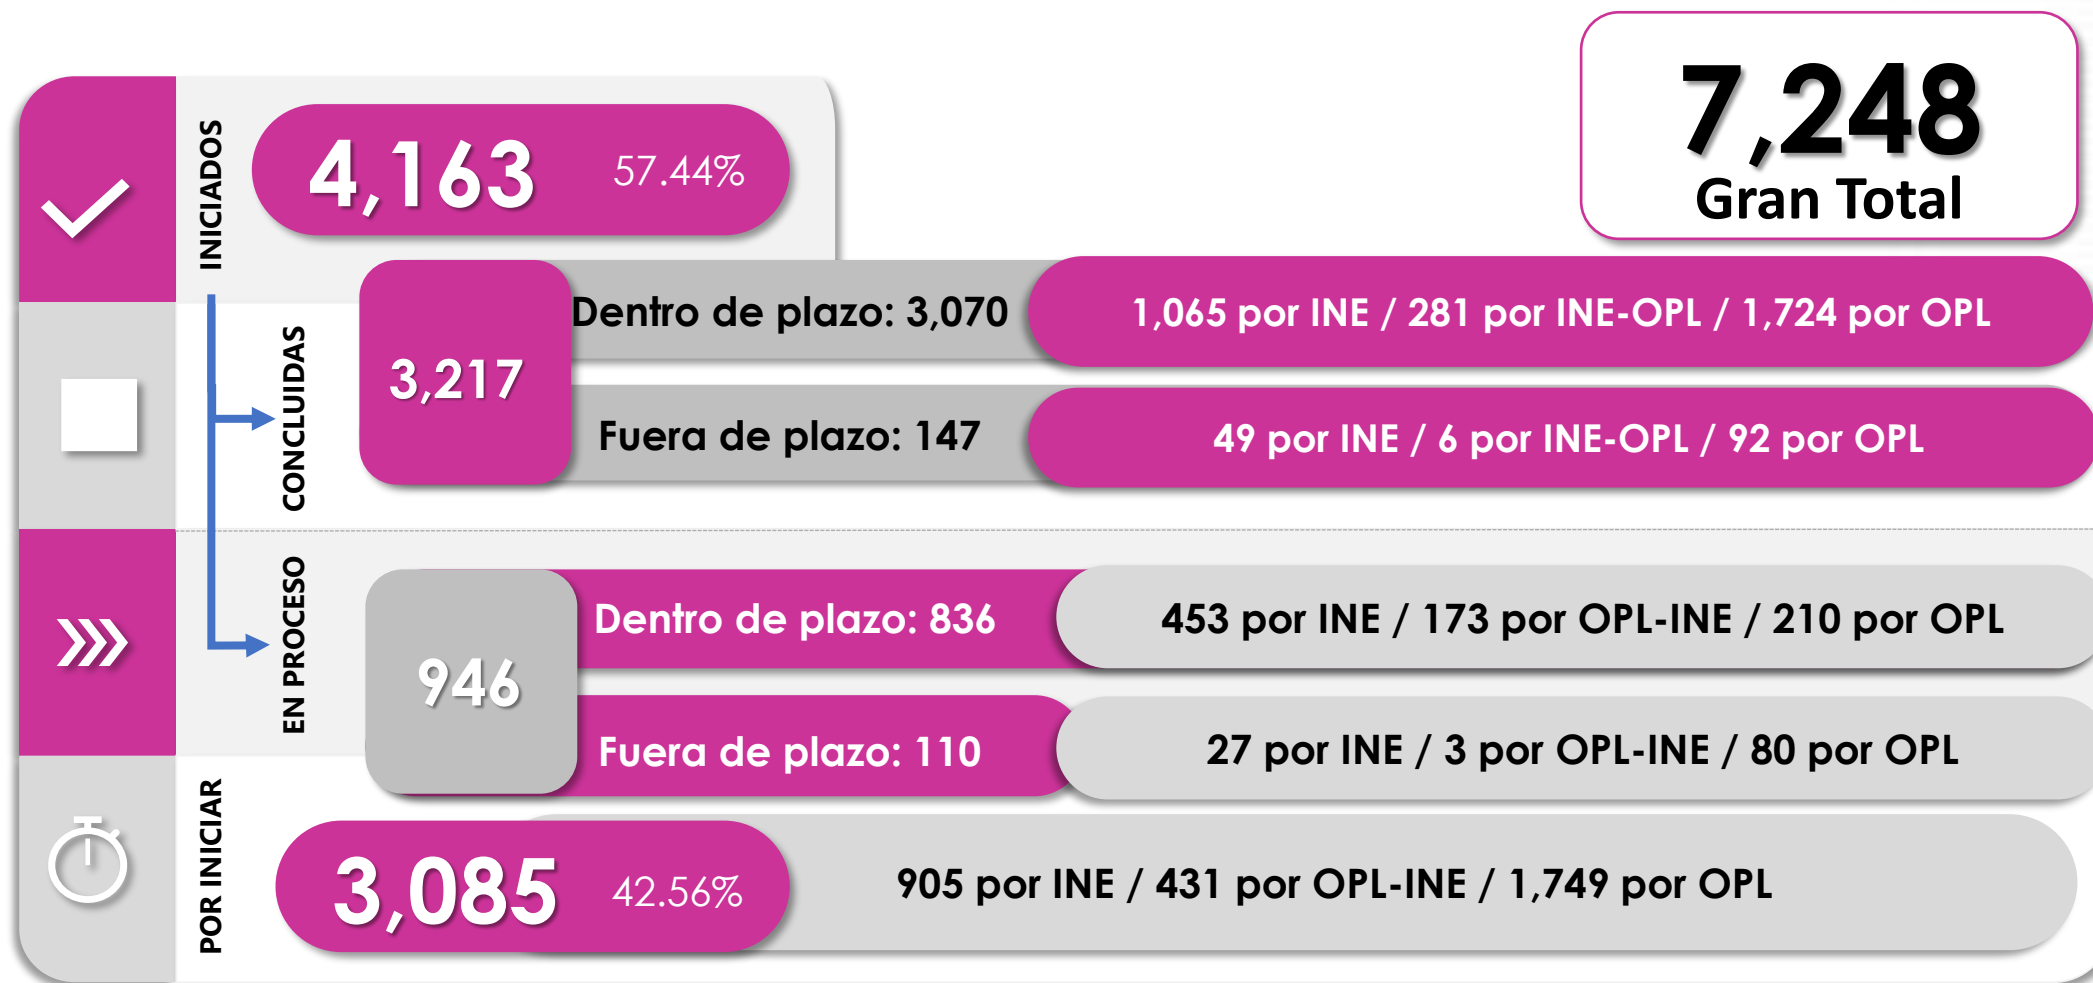 7,248
Gran Total
INICIADOS
4,163 57.44%
CONCLUIDAS
3,217
Dentro de plazo: 3,070
1,065 por INE / 281 por INE-OPL / 1,724 por OPL
Fuera de plazo: 147
49 por INE / 6 por INE-OPL / 92 por OPL
EN PROCESO
946
Dentro de plazo: 836
453 por INE / 173 por OPL-INE / 210 por OPL
Fuera de plazo: 110
27 por INE / 3 por OPL-INE / 80 por OPL
POR INICIAR
3,085 42.56%
905 por INE / 431 por OPL-INE / 1,749 por OPL